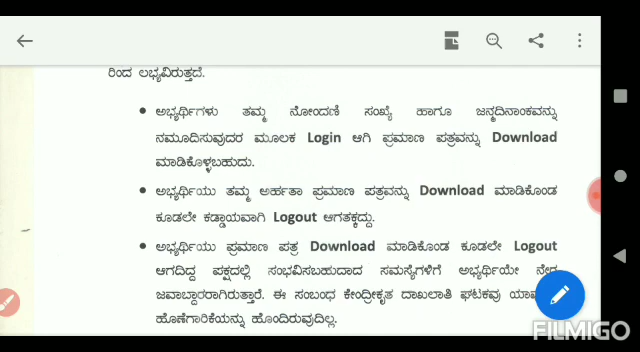 ರಿಂದ ಲಭ್ಯವಿರುತ್ತದೆ.
• ಅಭ್ಯರ್ಥಿಗಳು ತಮ್ಮ ನೋಂದಣಿ ಸಂಖ್ಯೆ ಹಾಗೂ ಜನ್ಮದಿನಾಂಕವನ್ನು
ನಮೂದಿಸುವುದರ ಮೂಲಕ Login ಆಗಿ ಪ್ರಮಾಣ ಪತ್ರವನ್ನು Download
ಮಾಡಿಕೊಳ್ಳಬಹುದು.
• ಅಭ್ಯರ್ಥಿಯು ತಮ್ಮ ಅರ್ಹತಾ ಪ್ರಮಾಣ ಪತ್ರವನ್ನು Download ಮಾಡಿಕೊಂಡ
ಕೂಡಲೇ ಕಡ್ಡಾಯವಾಗಿ Logout ಆಗತಕ್ಕದ್ದು.
• ಅಭ್ಯರ್ಥಿಯು ಪ್ರಮಾಣ ಪತ್ರ Download ಮಾಡಿಕೊಂಡ ಕೂಡಲೇ Logout
ಆಗದಿದ್ದ ಪಕ್ಷದಲ್ಲಿ ಸಂಭವಿಸಬಹುದಾದ ಸಮಸ್ಯೆಗಳಿಗೆ ಅಭ್ಯರ್ಥಿಯೇ
ಜವಾಬ್ದಾರರಾಗಿರುತ್ತಾರೆ. ಈ ಸಂಬಂಧ ಕೇಂದ್ರೀಕೃತ ದಾಖಲಾತಿ ಘಟಕವು
ಹೊಣೆಗಾರಿಕೆಯನ್ನು ಹೊಂದಿರುವುದಿಲ್ಲ.
FILMIGO